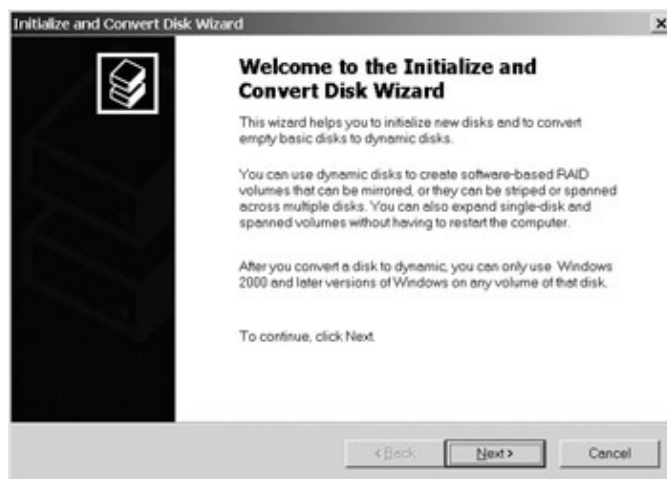 Initialize and Convert Disk Wizard
Welcome to the Initialize and
Convert Disk Wizard
This wizard helps you to initialize new disks and to convert
empty basic disks to dynamic disks.
You can use dynamic disks to create software-based RAID
volumes that can be mirrored, or they can be striped or spanned
across multiple disks. You can also expand single-disk and
spanned volumes without having to restart the computer.
After you convert a disk to dynamic, you can only use Windows
2000 and later versions of Windows on any volume of that disk.
To continue, click Next.
< Back
Next >
Cancel